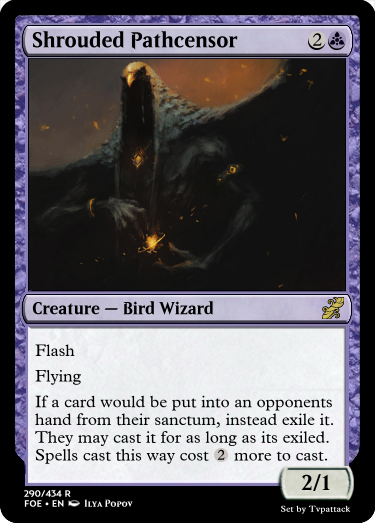 Shrouded Pathcensor 2
Creature — Bird Wizard
Flash
Flying
If a card would be put into an opponents
hand from their sanctum, instead exile it.
They may cast it for as long as its exiled.
Spells cast this way cost 2 more to cast.
2/1
290/434 R
FOE • EN Ilya Popov
Set by Tvpattack